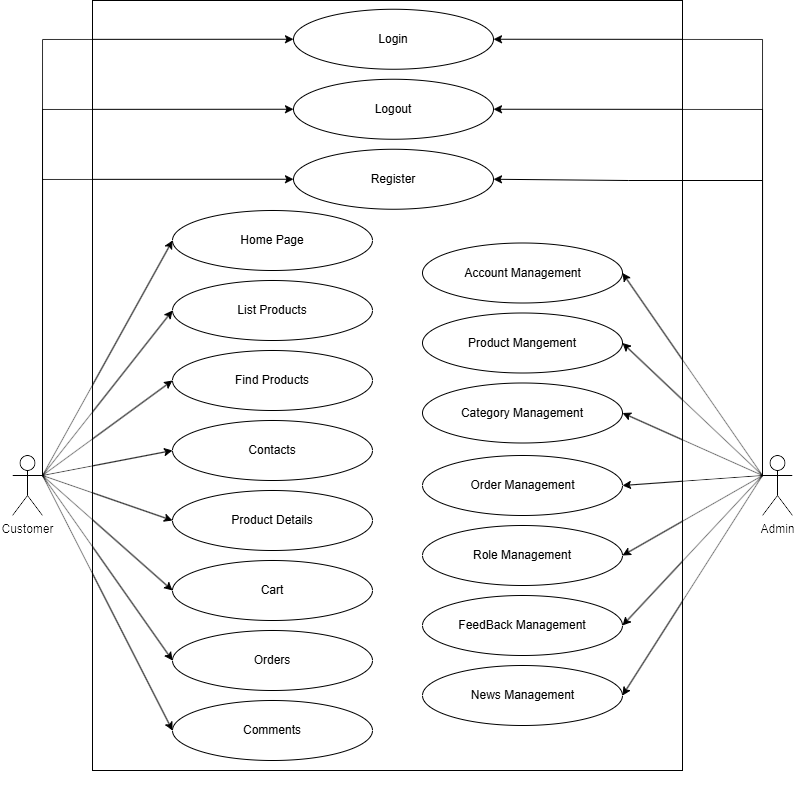 Login
Logout
Register
Home Page
List Products
Find Products
Contacts
Product Details
Cart
Orders
Comments
Account Management
Product Mangement
Category Management
Order Management
Role Management
FeedBack Management
News Management
Customer
Admin